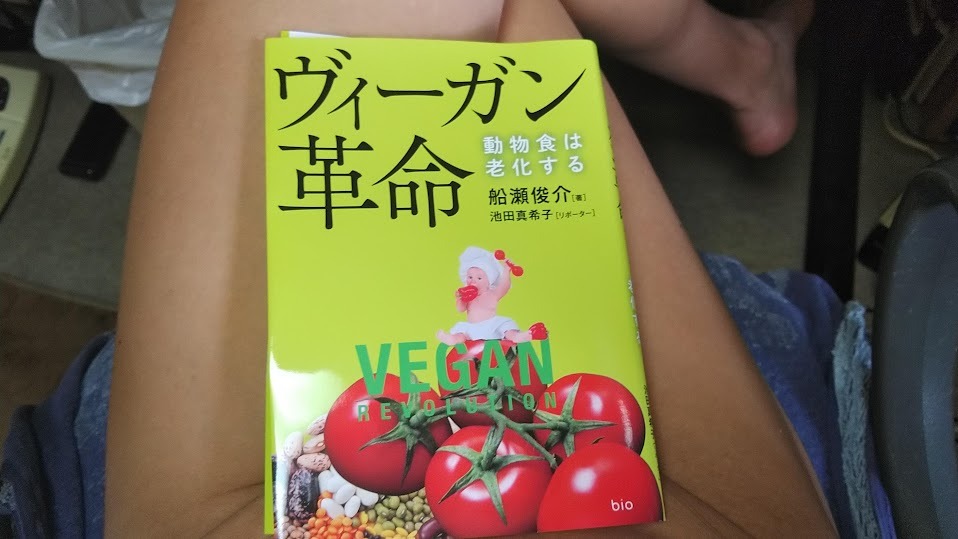 ヴィーガン
革命
動物食は
老化する
船瀬俊介[著]
池田真希子[リポーター]
VEGAN
REVOLUTION
bio